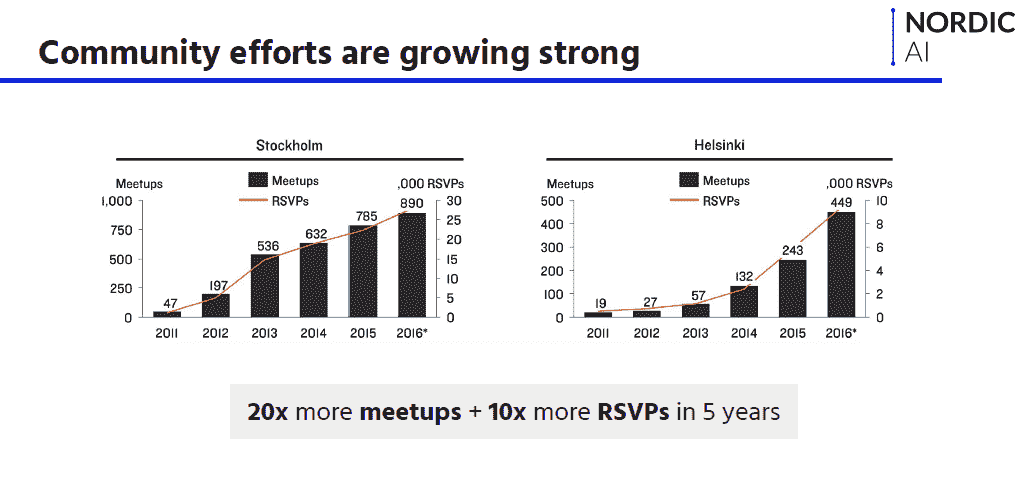 NORDIC
AI
Community efforts are growing strong
Stockholm
Meetups
Meetups
RSVPs
,000 RSVPs
1,000
750
500
250
0
47
197
536
632
785
890
30
25
20
15
10
5
0
2011 2012 2013 2014 2015 2016*
Helsinki
Meetups
Meetups
RSVPs
,000 RSVPs
500
400
300
200
100
0
19
27
57
132
243
449
10
8
6
4
2
0
2011 2012 2013 2014 2015 2016*
20x more meetups + 10x more RSVPs in 5 years